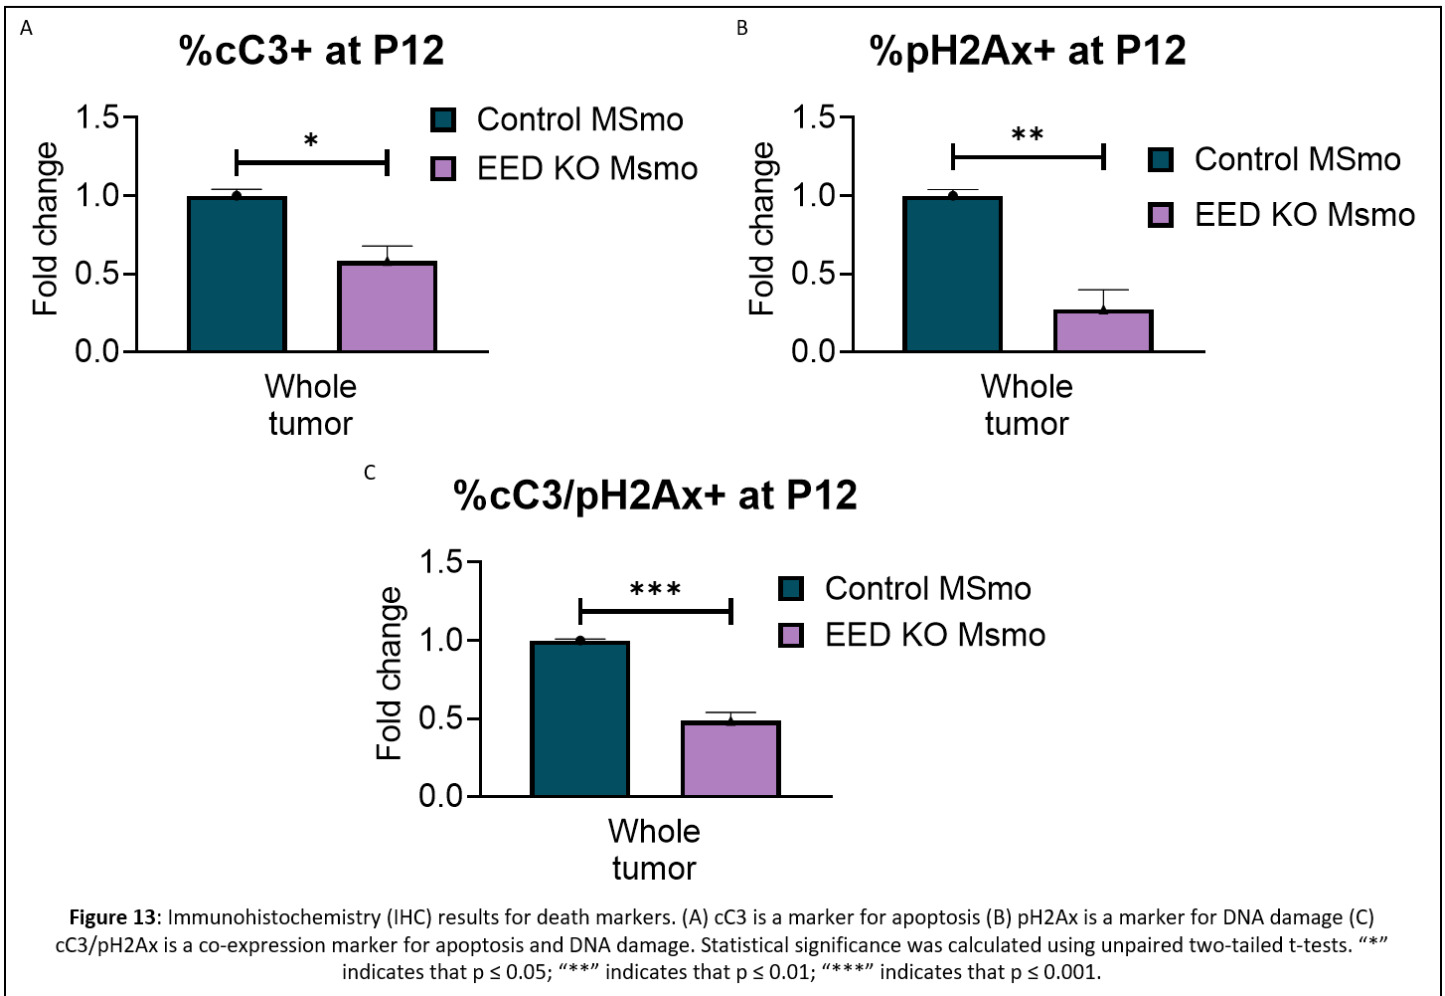 A
%cC3+ at P12
1.5
1.0
0.5
0.0
Fold change
*
Control MSmo
EED KO Msmo
Whole
tumor
B
%pH2Ax+ at P12
1.5
1.0
0.5
0.0
Fold change
**
Control MSmo
EED KO Msmo
Whole
tumor
C
%cC3/pH2Ax+ at P12
1.5
1.0
0.5
0.0
Fold change
***
Control MSmo
EED KO Msmo
Whole
tumor
Figure 13: Immunohistochemistry (IHC) results for death markers. (A) cC3 is a marker for apoptosis (B) pH2Ax is a marker for DNA damage (C)
cC3/pH2Ax is a co-expression marker for apoptosis and DNA damage. Statistical significance was calculated using unpaired two-tailed t-tests. “*”
indicates that p ≤ 0.05; “**” indicates that p ≤ 0.01; “***” indicates that p ≤ 0.001.